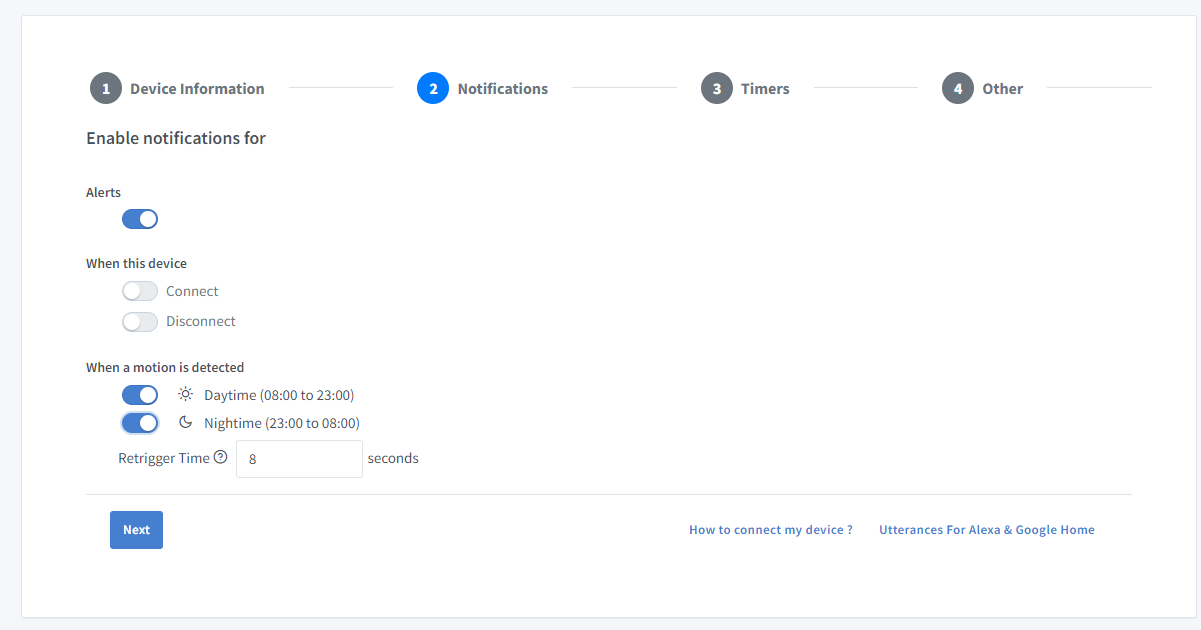 1 Device Information 2 Notifications 3 Timers 4 Other
Enable notifications for
Alerts
When this device
Connect
Disconnect
When a motion is detected
Daytime (08:00 to 23:00)
Nightime (23:00 to 08:00)
Retrigger Time ? 8 seconds
Next How to connect my device ? Utterances For Alexa & Google Home